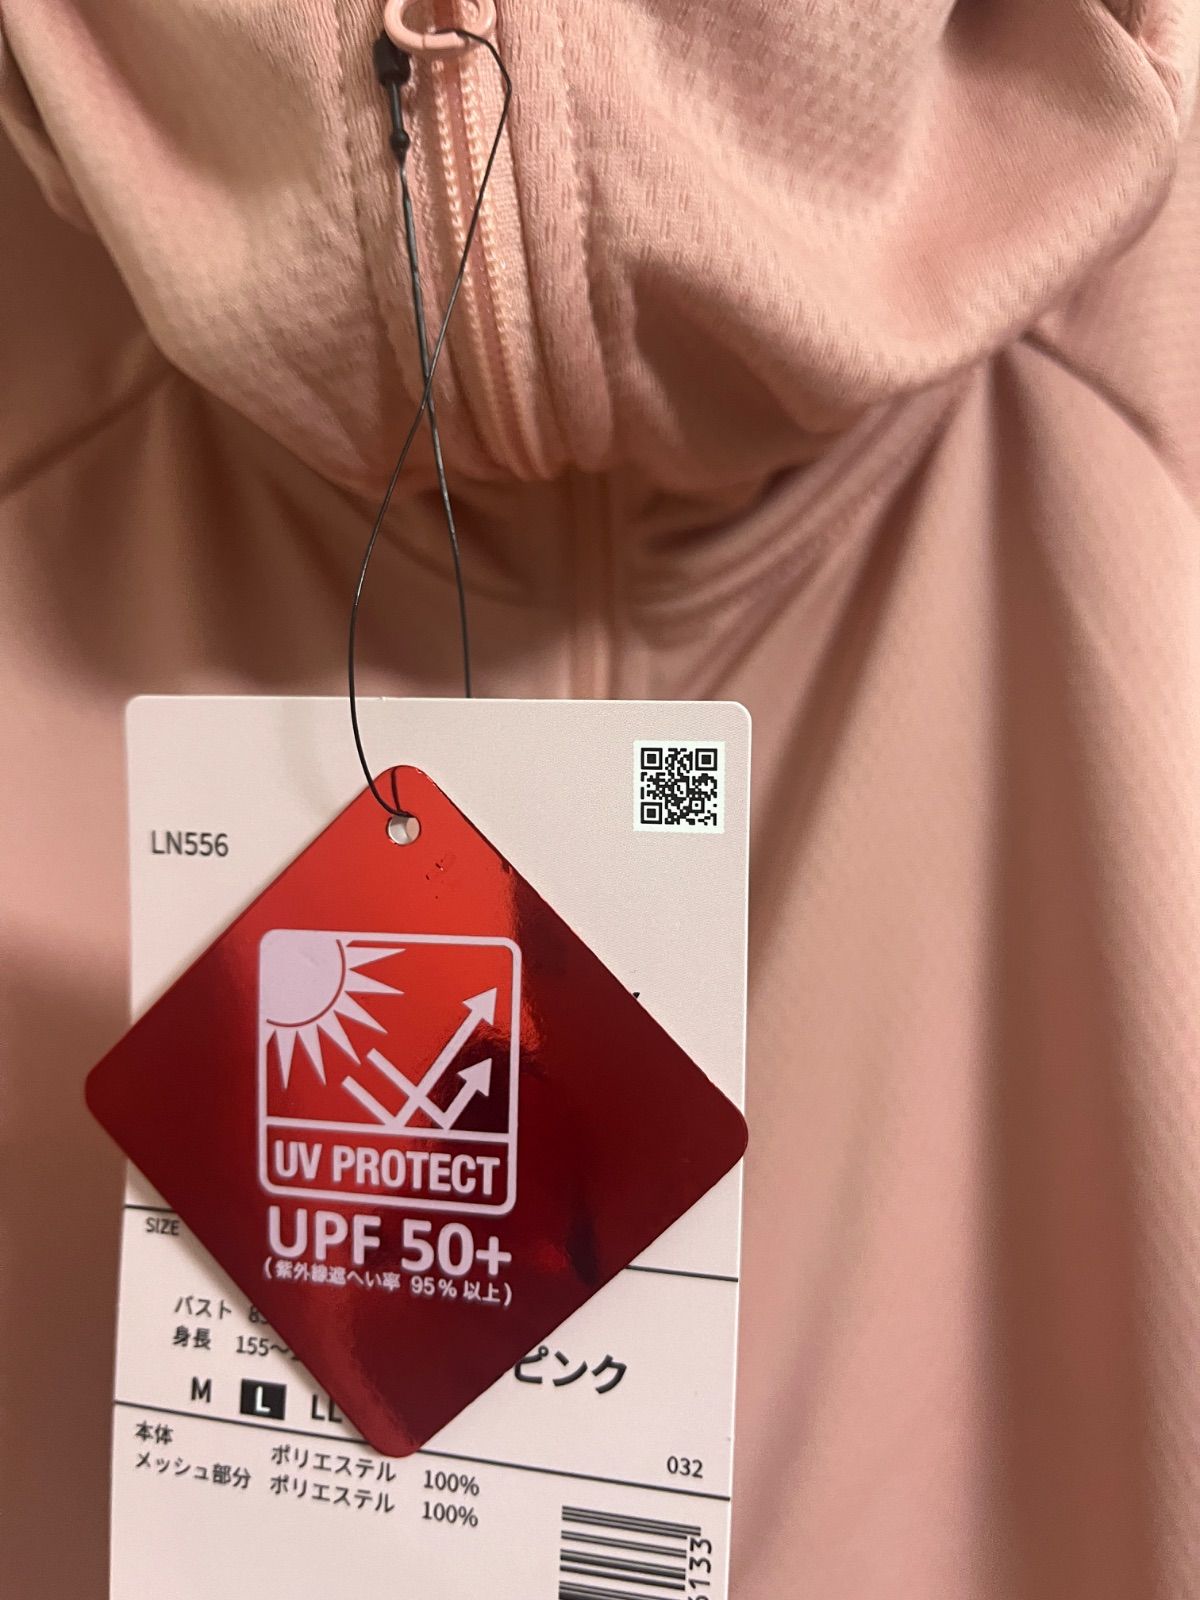 LN556
UV PROTECT
UPF 50+
(紫外線遮へい率 95%以上)
SIZE
バスト
身長 155～
M L LL
ピンク
本体 ポリエステル 100%
メッシュ部分 ポリエステル 100%
032
6133